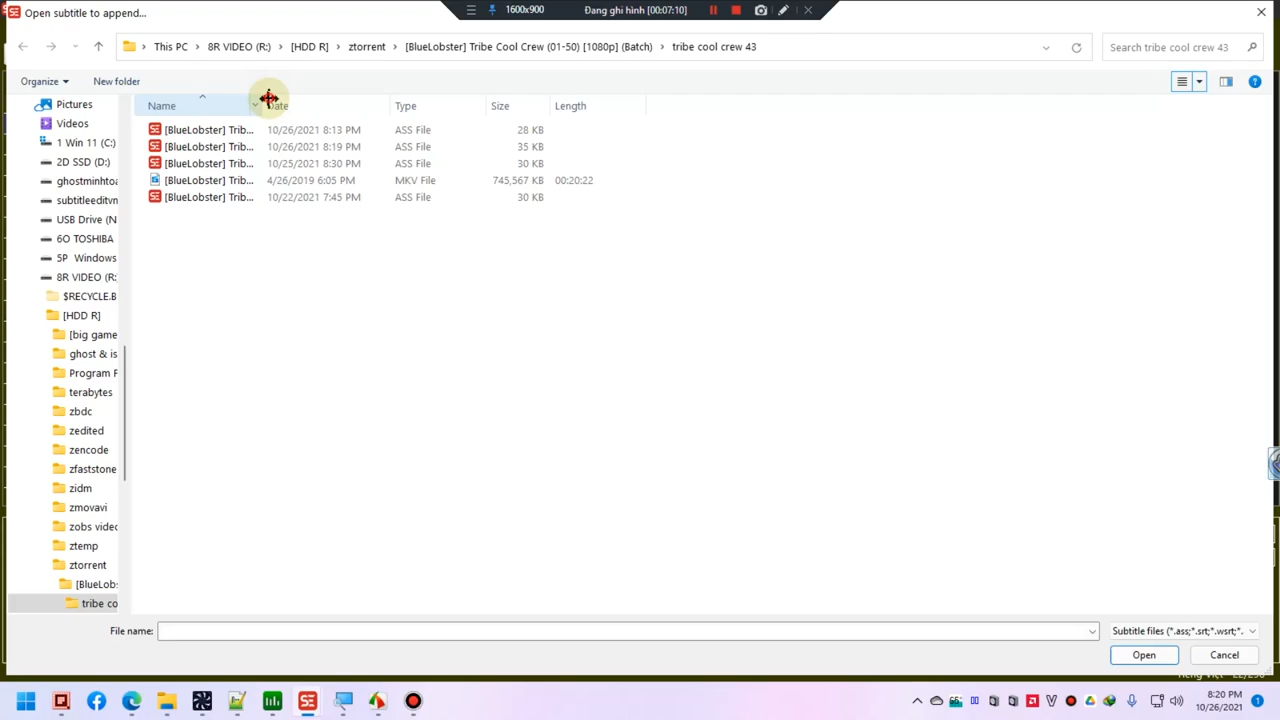 Open subtitle to append...
1600x900
Đang ghi hình [00:07:10]
This PC
8R VIDEO (R:)
[HDD R]
ztorrent
[BlueLobster] Tribe Cool Crew (01-50) [1080p] (Batch)
tribe cool crew 43
Search tribe cool crew 43
Organize
New folder
Name
Date
Type
Size
Length
[BlueLobster] Trib... 10/26/2021 8:13 PM ASS File 28 KB
[BlueLobster] Trib... 10/26/2021 8:19 PM ASS File 35 KB
[BlueLobster] Trib... 10/25/2021 8:30 PM ASS File 30 KB
[BlueLobster] Trib... 4/26/2019 6:05 PM MKV File 745,567 KB 00:20:22
[BlueLobster] Trib... 10/22/2021 7:45 PM ASS File 30 KB
Pictures
Videos
1 Win 11 (C:)
2D SSD (D:)
ghostminhtoa
subtitleeditvn
USB Drive (N
6O TOSHIBA
5P Windows
8R VIDEO (R:
$RECYCLE.B
[HDD R]
[big game
ghost & is
Program F
terabytes
zbdc
zedited
zencode
zfaststone
zidm
zmovavi
zobs video
ztemp
ztorrent
[BlueLob
tribe co
File name:
Subtitle files (*.ass;*.srt;*.wsrt;*.
Open
Cancel
8:20 PM
10/26/2021